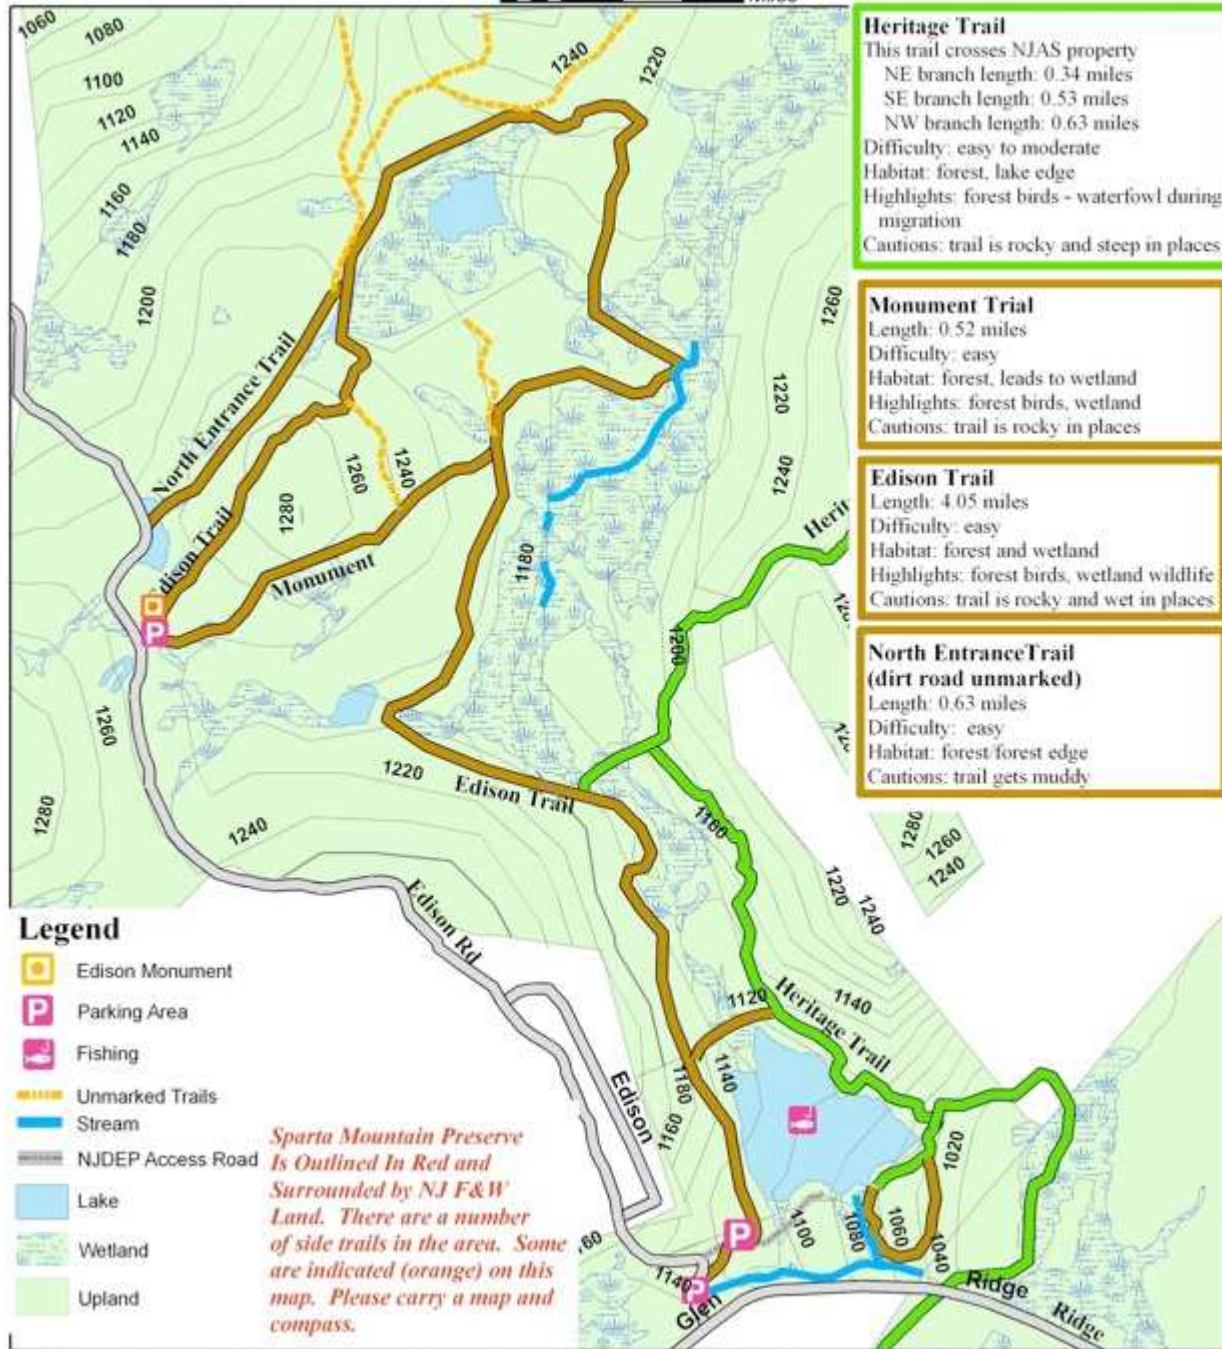 Heritage Trail
This trail crosses NJAS property
NE branch length: 0.34 miles
SE branch length: 0.53 miles
NW branch length: 0.63 miles
Difficulty: easy to moderate
Habitat: forest, lake edge
Highlights: forest birds - waterfowl during
migration
Cautions: trail is rocky and steep in places
Monument Trial
Length: 0.52 miles
Difficulty: easy
Habitat: forest, leads to wetland
Highlights: forest birds, wetland
Cautions: trail is rocky in places
Edison Trail
Length: 4.05 miles
Difficulty: easy
Habitat: forest and wetland
Highlights: forest birds, wetland wildlife
Cautions: trail is rocky and wet in places
North EntranceTrail
(dirt road unmarked)
Length: 0.63 miles
Difficulty: easy
Habitat: forest/forest edge
Cautions: trail gets muddy
1060
1080
1100
1120
1140
1160
1180
1200
1240
1220
1260
1220
1240
North Entrance Trail
Edison Trail
Monument
1260
1240
1280
1180
P
Herit
1200
1260
1280
1220
Edison Trail
1240
1160
1280
1260
1240
1220
1240
Edison Rd
Edison
1120
1140
Heritage Trail
1140
1180
1160
1020
1100
1080
1060
1040
P
1140
P
Glen
Ridge
Ridge
Legend
Edison Monument
P Parking Area
Fishing
Unmarked Trails
Stream
NJDEP Access Road
Lake
Wetland
Upland
Sparta Mountain Preserve
Is Outlined In Red and
Surrounded by NJ F&W
Land. There are a number
of side trails in the area. Some
are indicated (orange) on this
map. Please carry a map and
compass.